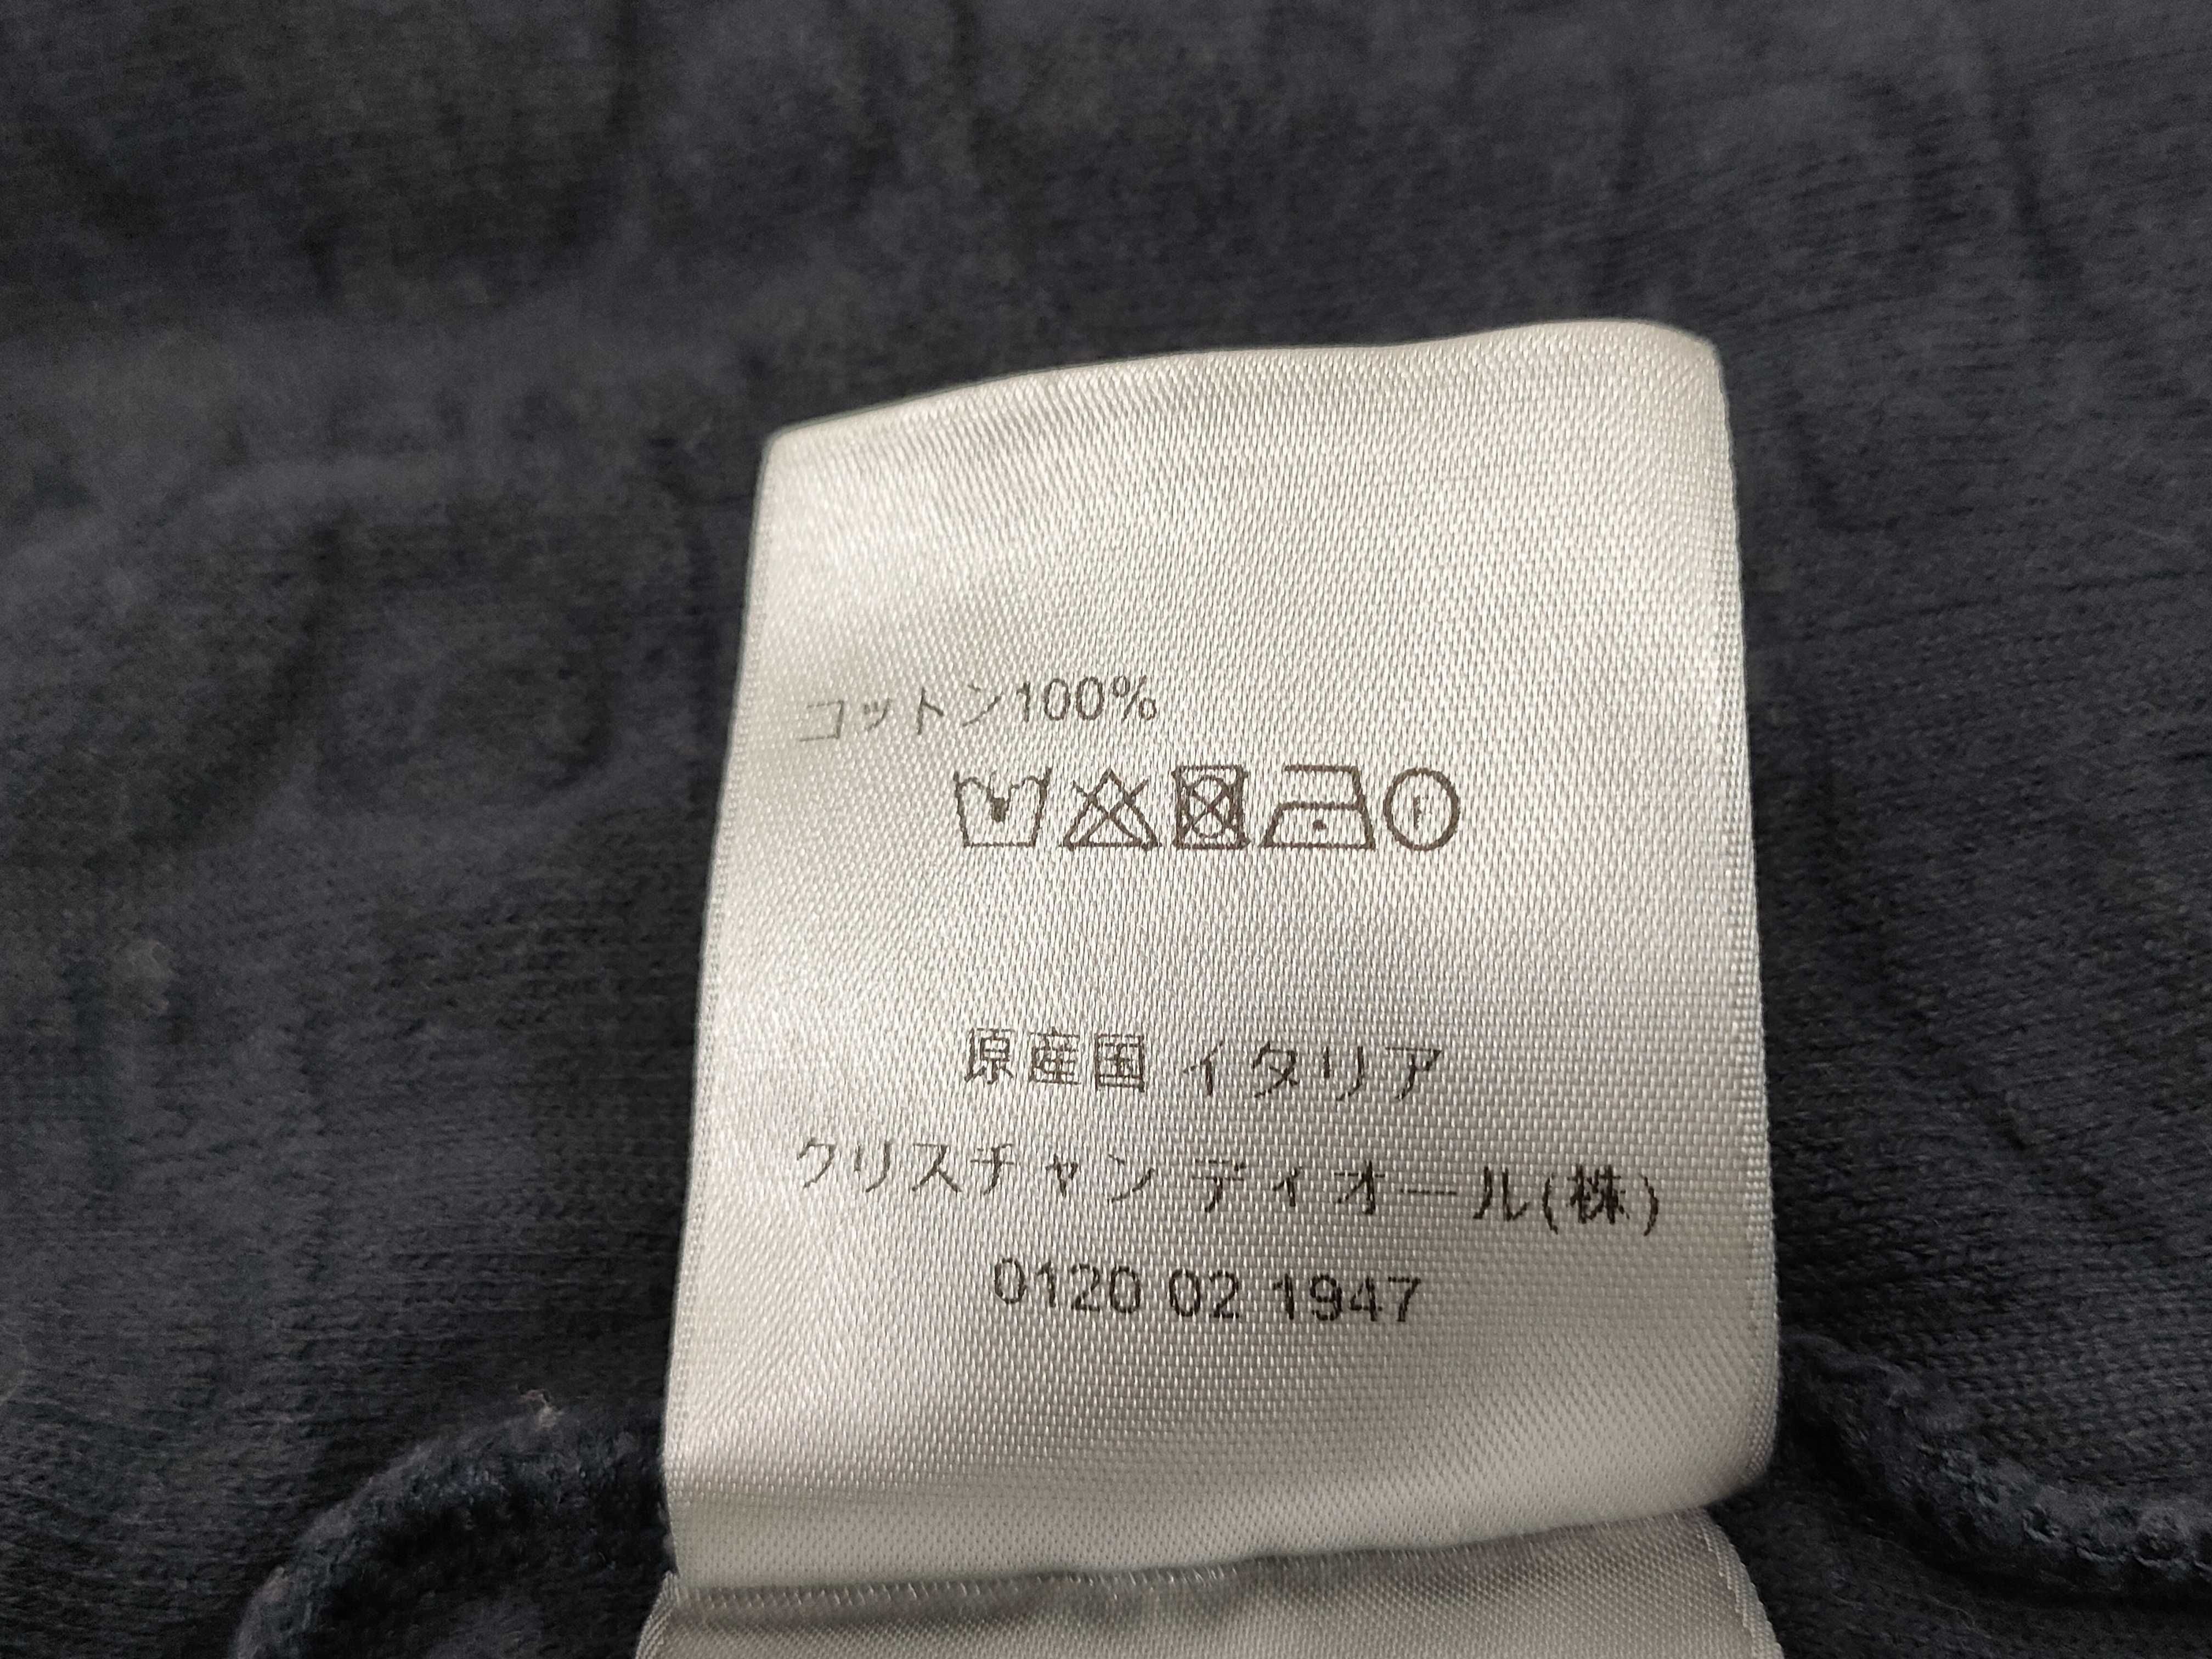 コットン100%
F
原産国 イタリア
クリスチャン ディオール(株)
0120 02 1947